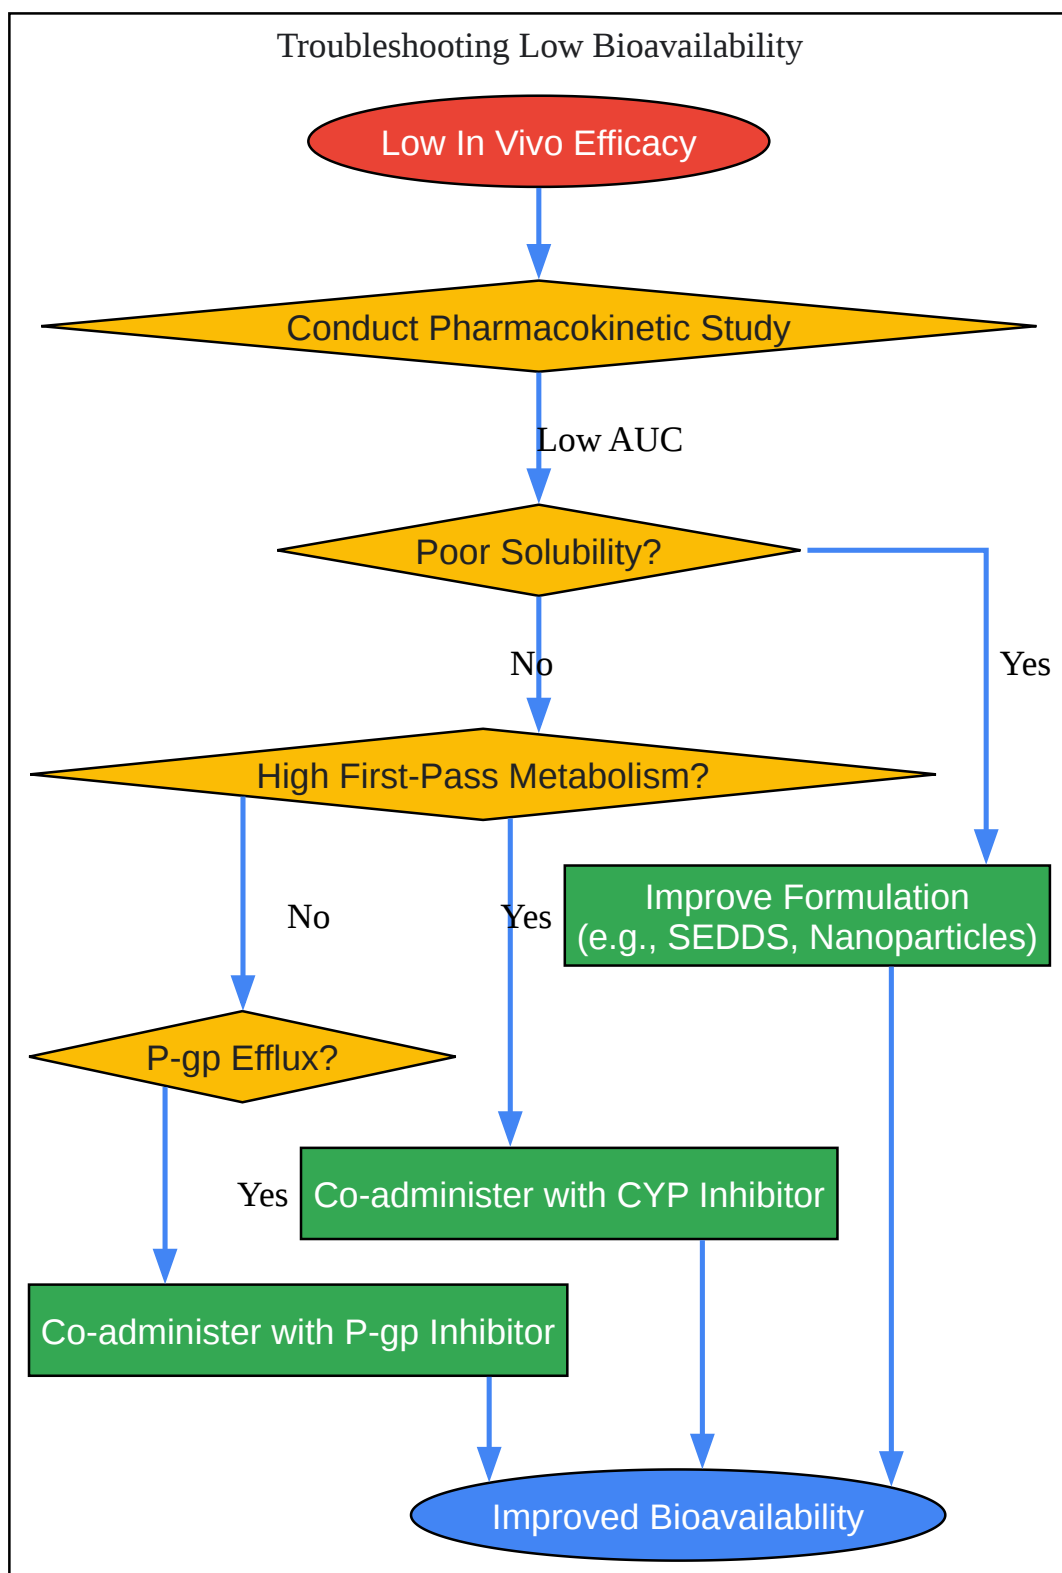 Troubleshooting Low Bioavailability
Low In Vivo Efficacy
Conduct Pharmacokinetic Study
Low AUC
Poor Solubility?
No
Yes
High First-Pass Metabolism?
No
Yes
Improve Formulation
(e.g., SEDDS, Nanoparticles)
P-gp Efflux?
Yes
Co-administer with CYP Inhibitor
Co-administer with P-gp Inhibitor
Improved Bioavailability